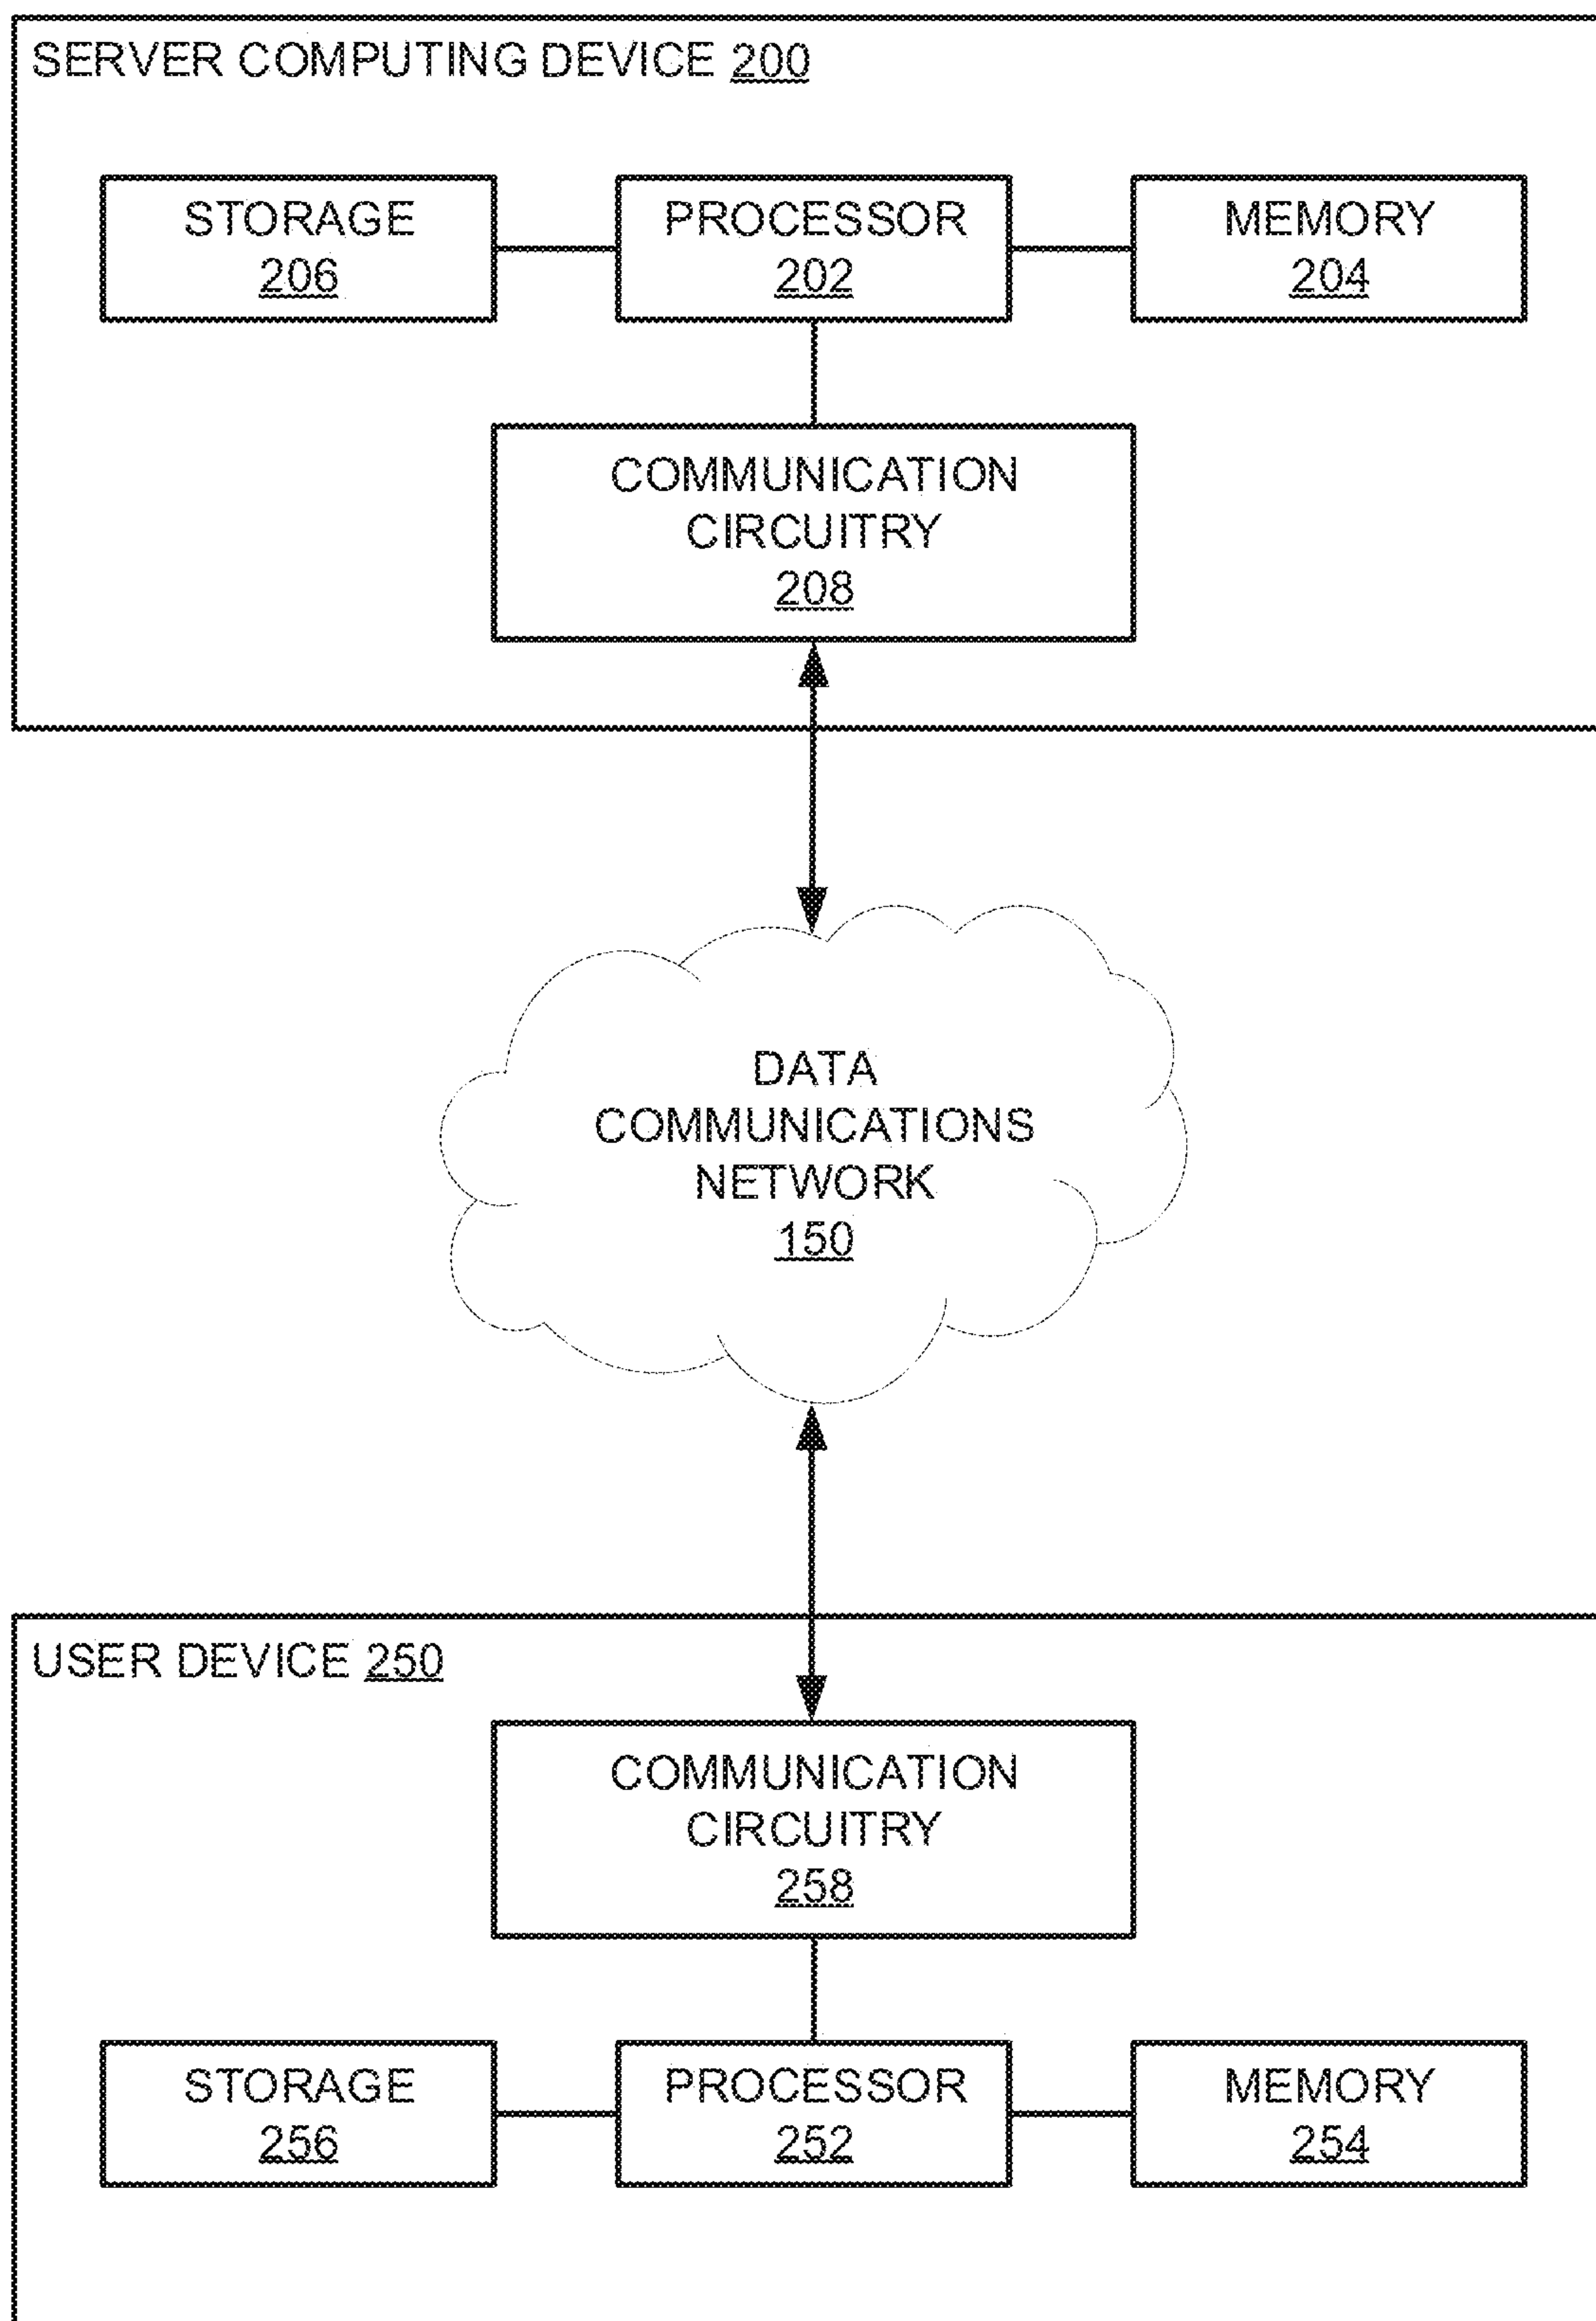 SERVER COMPUTING DEVICE 200
STORAGE
206
PROCESSOR
202
MEMORY
204
COMMUNICATION
CIRCUITRY
208
DATA
COMMUNICATIONS
NETWORK
150
USER DEVICE 250
COMMUNICATION
CIRCUITRY
258
STORAGE
256
PROCESSOR
252
MEMORY
254